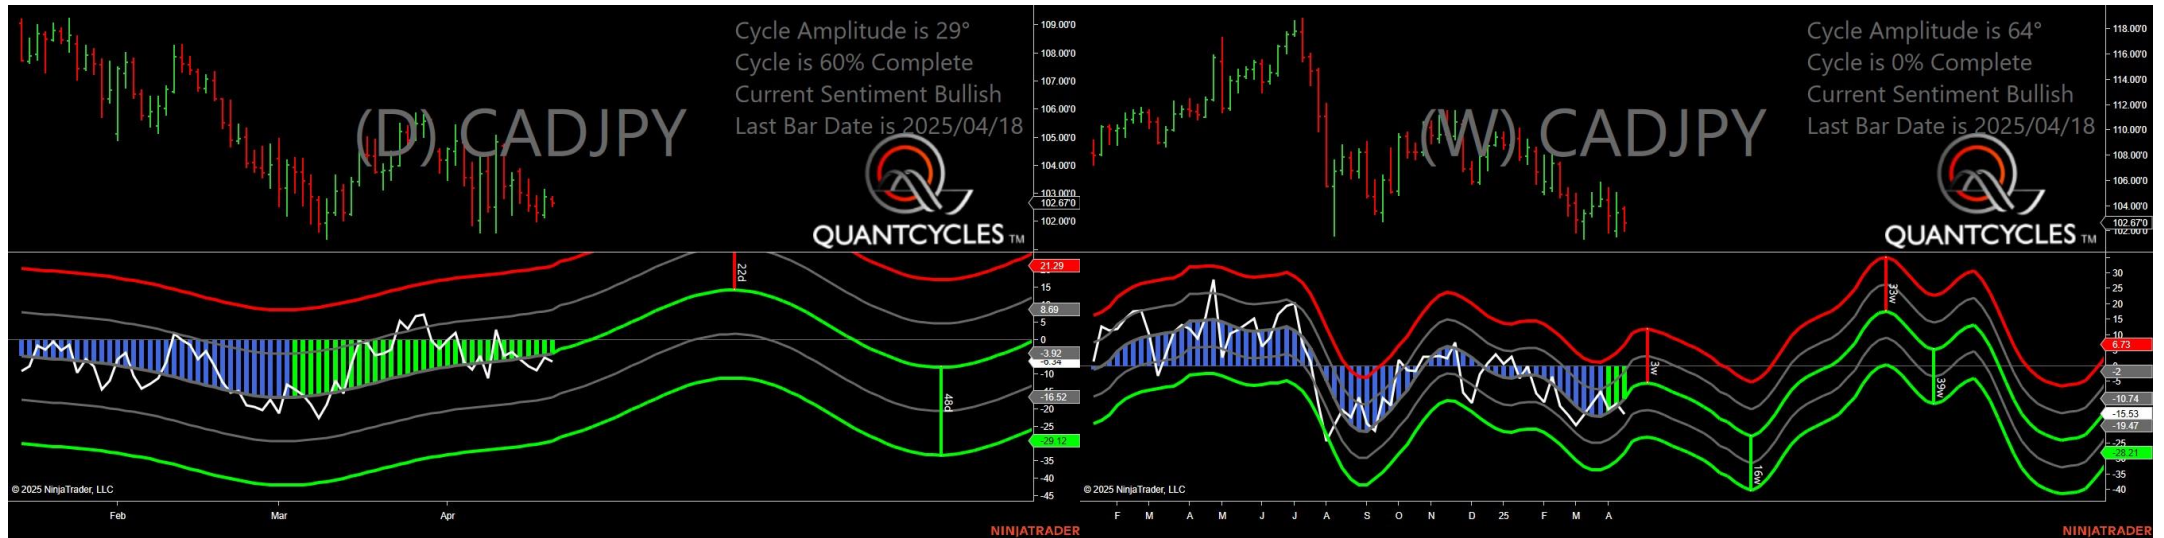 Cycle Amplitude is 29°
Cycle is 60% Complete
Current Sentiment Bullish
Last Bar Date is 2025/04/18
(D) CADJPY
QUANTCYCLES TM
109.00'0
108.00'0
107.00'0
106.00'0
105.00'0
104.00'0
103.00'0
102.67'0
102.00'0
22d
48d
21.29
15
8.69
5
0
-3.92
-10
-16.52
-20
-25
-29.12
-35
-40
-45
© 2025 NinjaTrader, LLC
Feb
Mar
Apr
NINJATRADER
Cycle Amplitude is 64°
Cycle is 0% Complete
Current Sentiment Bullish
Last Bar Date is 2025/04/18
(W) CADJPY
QUANTCYCLES TM
118.00'0
116.00'0
114.00'0
112.00'0
110.00'0
108.00'0
106.00'0
104.00'0
102.67'0
3w
16w
33w
39w
30
25
20
15
10
6.73
-2
-5
-10.74
-15.53
-19.47
-25
-28.21
-35
-40
© 2025 NinjaTrader, LLC
F M A M J J A S O N D 25 F M A
NINJATRADER